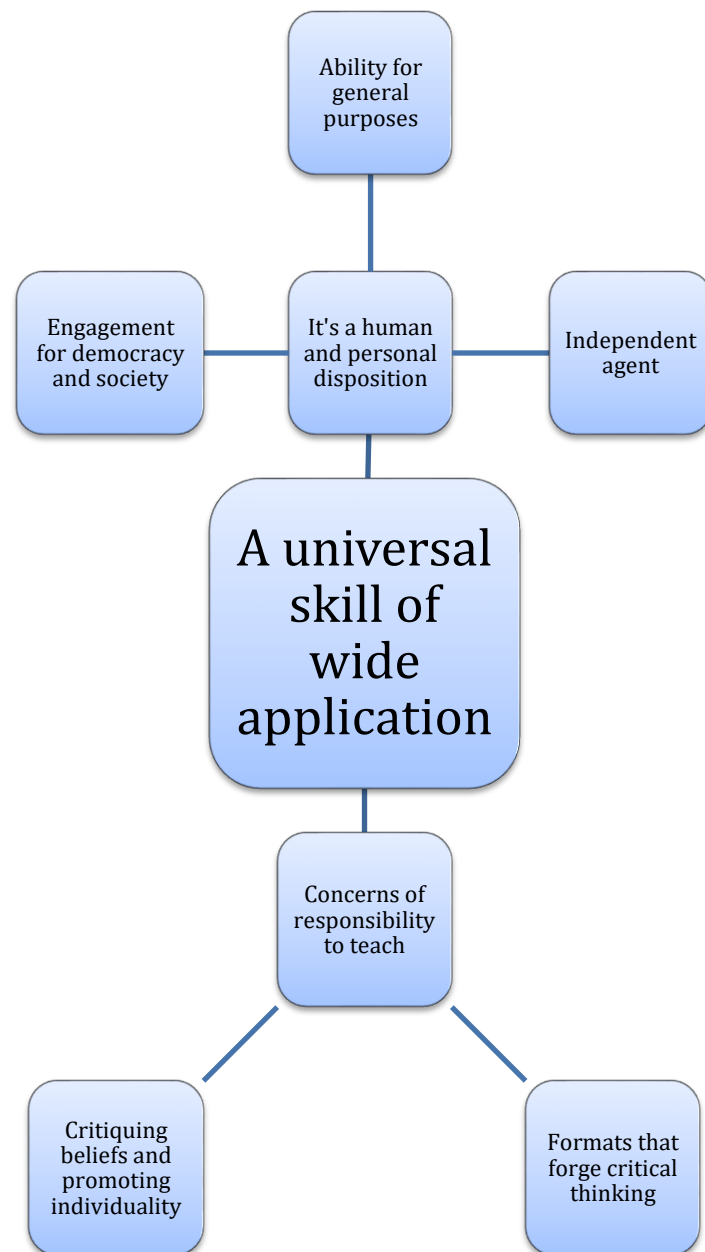 Ability for
general
purposes
Engagement
for democracy
and society
It's a human
and personal
disposition
Independent
agent
A universal
skill of
wide
application
Concerns of
responsibility
to teach
Critiquing
beliefs and
promoting
individuality
Formats that
forge critical
thinking